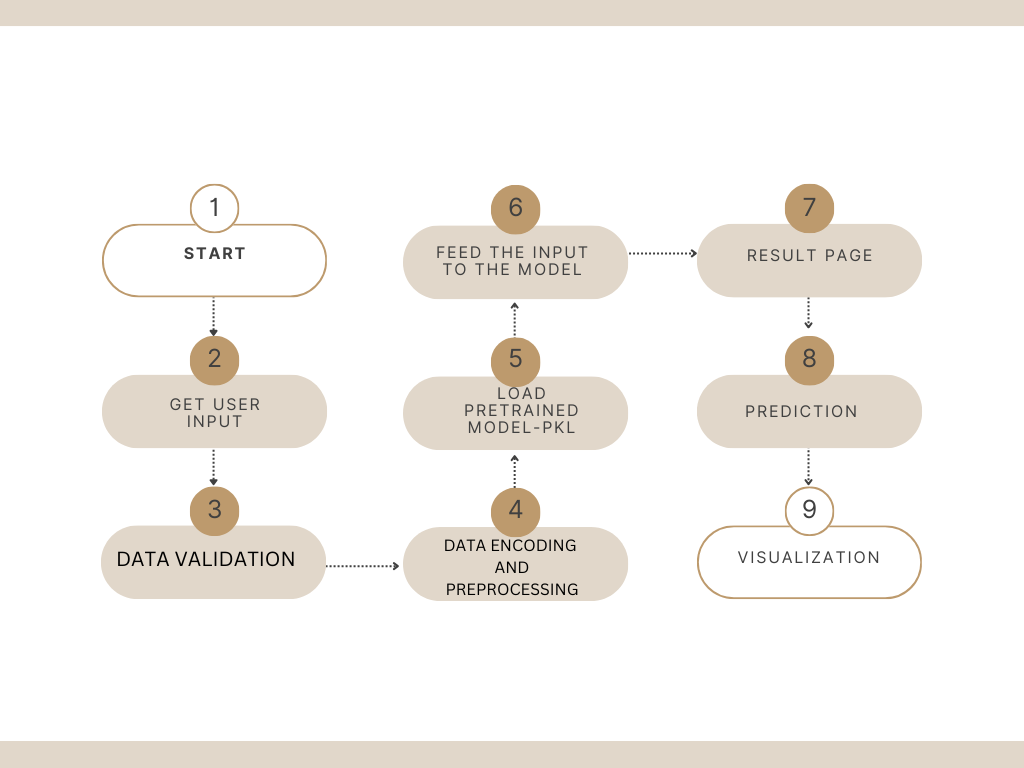 1
START
2
GET USER
INPUT
3
DATA VALIDATION
4
DATA ENCODING
AND
PREPROCESSING
5
LOAD
PRETRAINED
MODEL-PKL
6
FEED THE INPUT
TO THE MODEL
7
RESULT PAGE
8
PREDICTION
9
VISUALIZATION